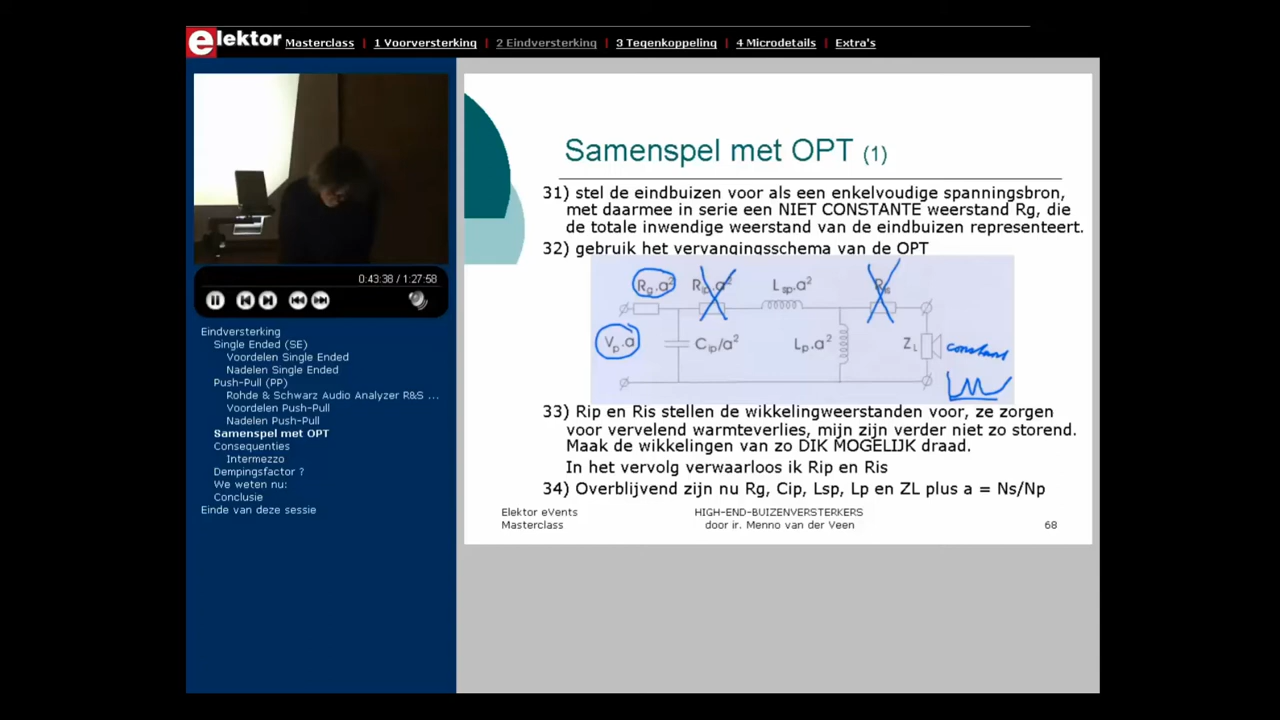 elektor Masterclass | 1 Voorversterking | 2 Eindversterking | 3 Tegenkoppeling | 4 Microdetails | Extra's
0:43:38 / 1:27:58
Eindversterking
Single Ended (SE)
Voordelen Single Ended
Nadelen Single Ended
Push-Pull (PP)
Rohde & Schwarz Audio Analyzer R&S ...
Voordelen Push-Pull
Nadelen Push-Pull
Samenspel met OPT
Consequenties
Intermezzo
Dempingsfactor ?
We weten nu:
Conclusie
Einde van deze sessie
Samenspel met OPT (1)
31) stel de eindbuizen voor als een enkelvoudige spanningsbron,
met daarmee in serie een NIET CONSTANTE weerstand Rg, die
de totale inwendige weerstand van de eindbuizen representeert.
32) gebruik het vervangingsschema van de OPT
Rg.a² Rip.a² Lsp.a² Ris
Vp.a Cip/a² Lp.a² ZL constant
33) Rip en Ris stellen de wikkelingweerstanden voor, ze zorgen
voor vervelend warmteverlies, mijn zijn verder niet zo storend.
Maak de wikkelingen van zo DIK MOGELIJK draad.
In het vervolg verwaarloos ik Rip en Ris
34) Overblijvend zijn nu Rg, Cip, Lsp, Lp en ZL plus a = Ns/Np
Elektor eVents HIGH-END-BUIZENVERSTERKERS
Masterclass door ir. Menno van der Veen 68